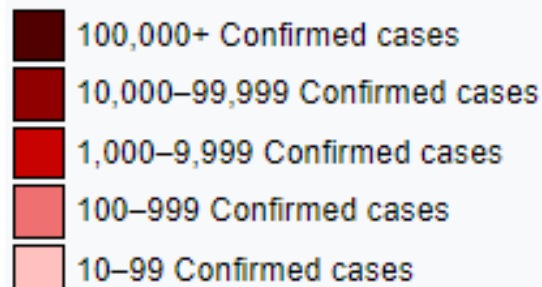 100,000+ Confirmed cases
10,000–99,999 Confirmed cases
1,000–9,999 Confirmed cases
100–999 Confirmed cases
10–99 Confirmed cases